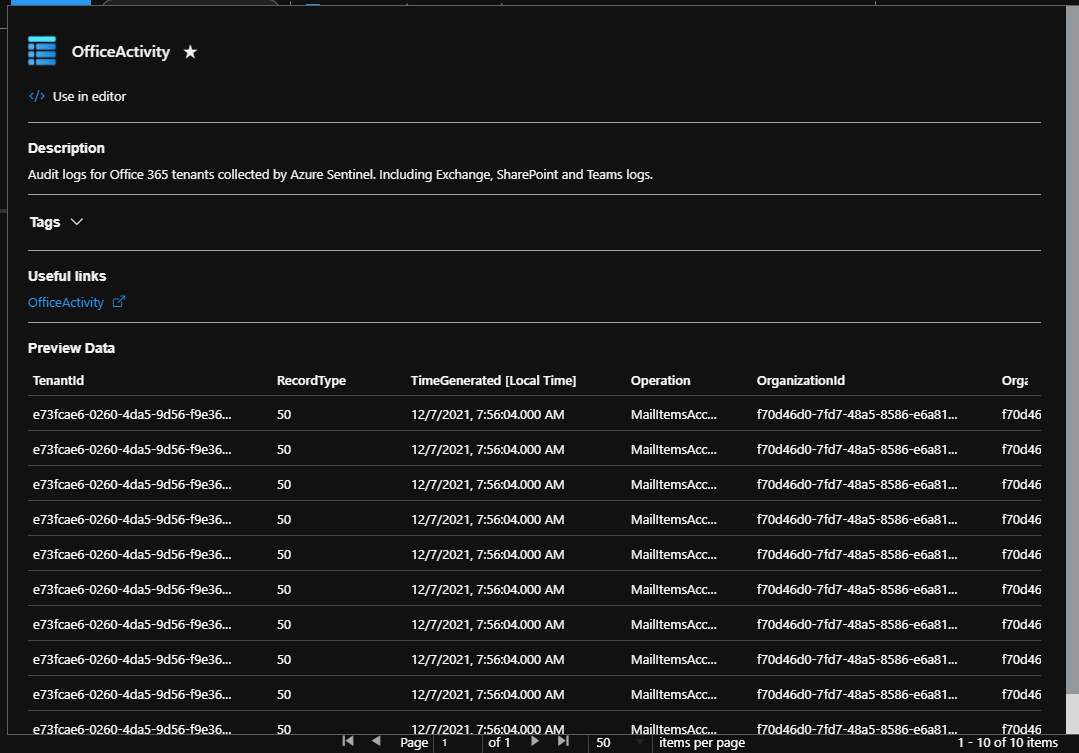 OfficeActivity ★
</> Use in editor
Description
Audit logs for Office 365 tenants collected by Azure Sentinel. Including Exchange, SharePoint and Teams logs.
Tags
Useful links
OfficeActivity
Preview Data
TenantId RecordType TimeGenerated [Local Time] Operation OrganizationId Orga
e73fcae6-0260-4da5-9d56-f9e36... 50 12/7/2021, 7:56:04.000 AM MailItemsAcc... f70d46d0-7fd7-48a5-8586-e6a81... f70d46
e73fcae6-0260-4da5-9d56-f9e36... 50 12/7/2021, 7:56:04.000 AM MailItemsAcc... f70d46d0-7fd7-48a5-8586-e6a81... f70d46
e73fcae6-0260-4da5-9d56-f9e36... 50 12/7/2021, 7:56:04.000 AM MailItemsAcc... f70d46d0-7fd7-48a5-8586-e6a81... f70d46
e73fcae6-0260-4da5-9d56-f9e36... 50 12/7/2021, 7:56:04.000 AM MailItemsAcc... f70d46d0-7fd7-48a5-8586-e6a81... f70d46
e73fcae6-0260-4da5-9d56-f9e36... 50 12/7/2021, 7:56:04.000 AM MailItemsAcc... f70d46d0-7fd7-48a5-8586-e6a81... f70d46
e73fcae6-0260-4da5-9d56-f9e36... 50 12/7/2021, 7:56:04.000 AM MailItemsAcc... f70d46d0-7fd7-48a5-8586-e6a81... f70d46
e73fcae6-0260-4da5-9d56-f9e36... 50 12/7/2021, 7:56:04.000 AM MailItemsAcc... f70d46d0-7fd7-48a5-8586-e6a81... f70d46
e73fcae6-0260-4da5-9d56-f9e36... 50 12/7/2021, 7:56:04.000 AM MailItemsAcc... f70d46d0-7fd7-48a5-8586-e6a81... f70d46
e73fcae6-0260-4da5-9d56-f9e36... 50 12/7/2021, 7:56:04.000 AM MailItemsAcc... f70d46d0-7fd7-48a5-8586-e6a81... f70d46
e73fcae6-0260-4da5-9d56-f9e36... 50 12/7/2021, 7:56:04.000 AM MailItemsAcc... f70d46d0-7fd7-48a5-8586-e6a81... f70d46
Page 1 of 1 50 items per page 1 - 10 of 10 items